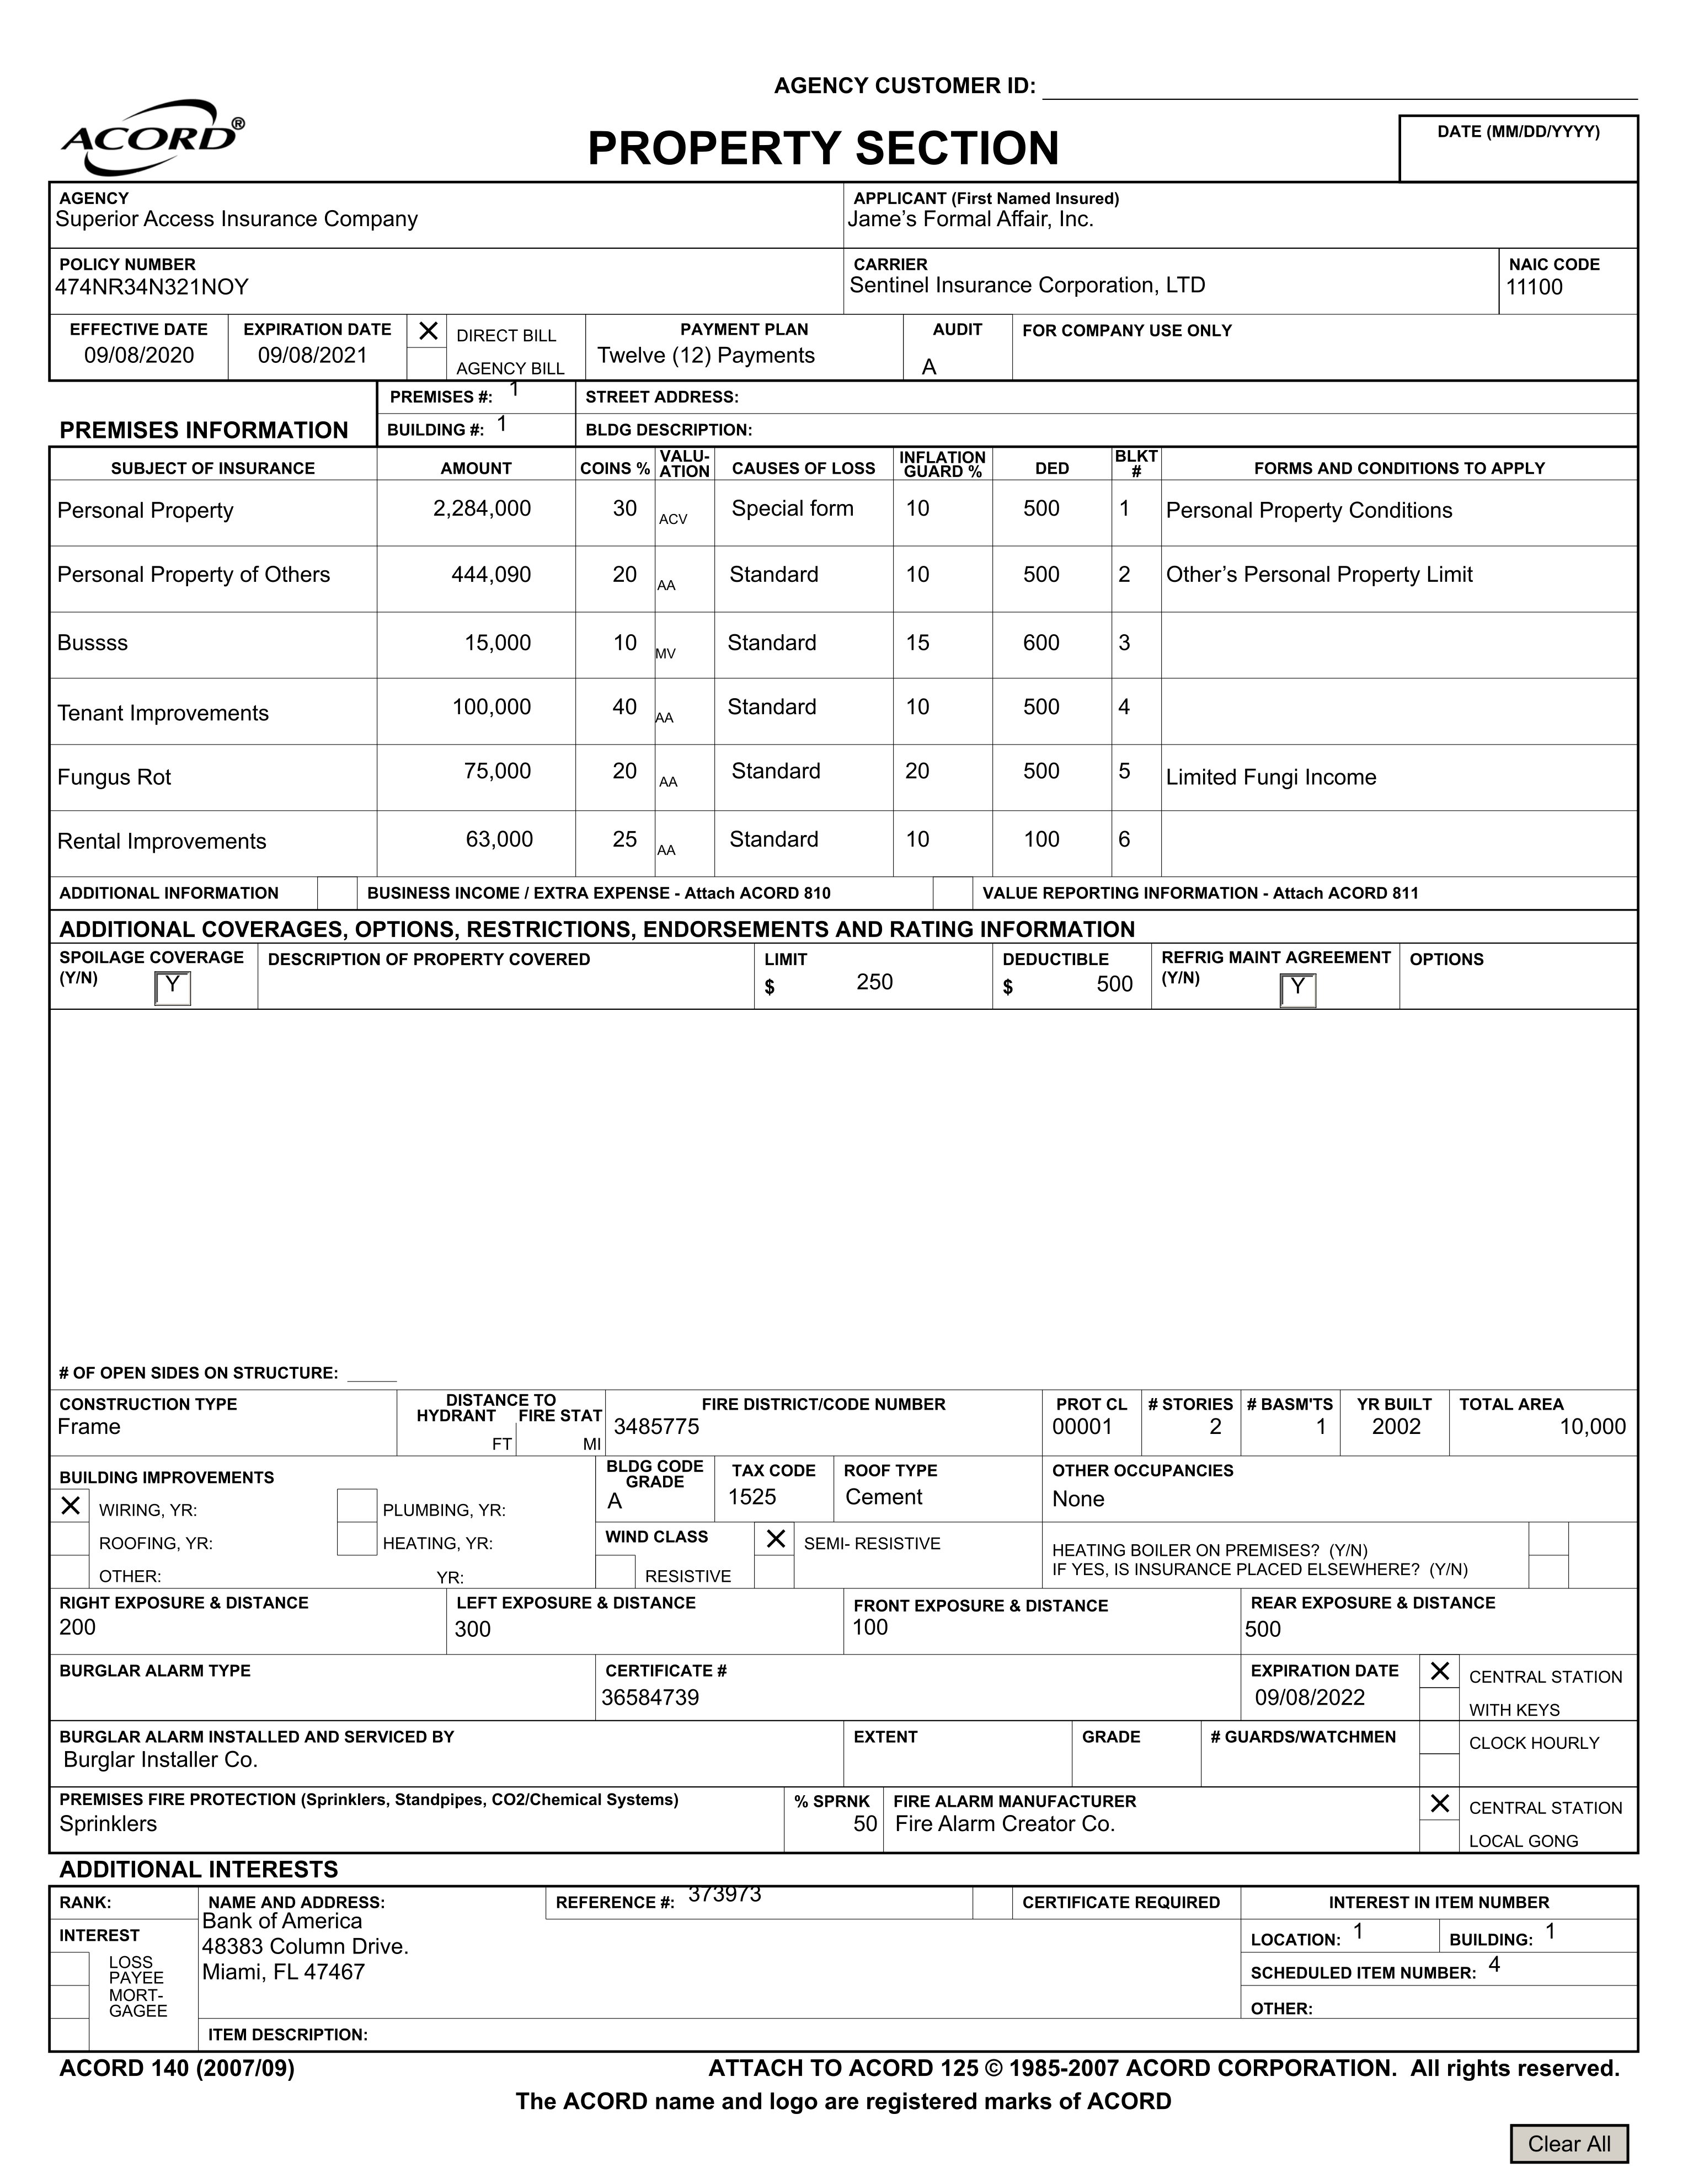 AGENCY CUSTOMER ID:
ACORD®
PROPERTY SECTION
DATE (MM/DD/YYYY)
AGENCY
Superior Access Insurance Company
APPLICANT (First Named Insured)
Jame’s Formal Affair, Inc.
POLICY NUMBER
474NR34N321NOY
CARRIER
Sentinel Insurance Corporation, LTD
NAIC CODE
11100
EFFECTIVE DATE
09/08/2020
EXPIRATION DATE
09/08/2021
X DIRECT BILL
AGENCY BILL
PAYMENT PLAN
Twelve (12) Payments
AUDIT
A
FOR COMPANY USE ONLY
PREMISES INFORMATION
PREMISES #: 1
STREET ADDRESS:
BUILDING #: 1
BLDG DESCRIPTION:
SUBJECT OF INSURANCE AMOUNT COINS % VALU-ATION CAUSES OF LOSS INFLATION GUARD % DED BLKT # FORMS AND CONDITIONS TO APPLY
Personal Property 2,284,000 30 ACV Special form 10 500 1 Personal Property Conditions
Personal Property of Others 444,090 20 AA Standard 10 500 2 Other’s Personal Property Limit
Bussss 15,000 10 MV Standard 15 600 3
Tenant Improvements 100,000 40 AA Standard 10 500 4
Fungus Rot 75,000 20 AA Standard 20 500 5 Limited Fungi Income
Rental Improvements 63,000 25 AA Standard 10 100 6
ADDITIONAL INFORMATION BUSINESS INCOME / EXTRA EXPENSE - Attach ACORD 810 VALUE REPORTING INFORMATION - Attach ACORD 811
ADDITIONAL COVERAGES, OPTIONS, RESTRICTIONS, ENDORSEMENTS AND RATING INFORMATION
SPOILAGE COVERAGE
(Y/N) Y
DESCRIPTION OF PROPERTY COVERED
LIMIT
$ 250
DEDUCTIBLE
$ 500
REFRIG MAINT AGREEMENT
(Y/N) Y
OPTIONS
# OF OPEN SIDES ON STRUCTURE:
CONSTRUCTION TYPE
Frame
DISTANCE TO
HYDRANT FIRE STAT
FT MI
FIRE DISTRICT/CODE NUMBER
3485775
PROT CL
00001
# STORIES
2
# BASM'TS
1
YR BUILT
2002
TOTAL AREA
10,000
BUILDING IMPROVEMENTS
X WIRING, YR:
PLUMBING, YR:
ROOFING, YR:
HEATING, YR:
OTHER: YR:
BLDG CODE
GRADE
A
TAX CODE
1525
ROOF TYPE
Cement
OTHER OCCUPANCIES
None
WIND CLASS
X SEMI- RESISTIVE
RESISTIVE
HEATING BOILER ON PREMISES? (Y/N)
IF YES, IS INSURANCE PLACED ELSEWHERE? (Y/N)
RIGHT EXPOSURE & DISTANCE
200
LEFT EXPOSURE & DISTANCE
300
FRONT EXPOSURE & DISTANCE
100
REAR EXPOSURE & DISTANCE
500
BURGLAR ALARM TYPE
CERTIFICATE #
36584739
EXPIRATION DATE
09/08/2022
X CENTRAL STATION
WITH KEYS
BURGLAR ALARM INSTALLED AND SERVICED BY
Burglar Installer Co.
EXTENT
GRADE
# GUARDS/WATCHMEN
CLOCK HOURLY
PREMISES FIRE PROTECTION (Sprinklers, Standpipes, CO2/Chemical Systems)
Sprinklers
% SPRNK
50
FIRE ALARM MANUFACTURER
Fire Alarm Creator Co.
X CENTRAL STATION
LOCAL GONG
ADDITIONAL INTERESTS
RANK:
INTEREST
LOSS
PAYEE
MORT-
GAGEE
NAME AND ADDRESS:
Bank of America
48383 Column Drive.
Miami, FL 47467
REFERENCE #: 373973
CERTIFICATE REQUIRED
INTEREST IN ITEM NUMBER
LOCATION: 1 BUILDING: 1
SCHEDULED ITEM NUMBER: 4
OTHER:
ITEM DESCRIPTION:
ACORD 140 (2007/09)
ATTACH TO ACORD 125 © 1985-2007 ACORD CORPORATION. All rights reserved.
The ACORD name and logo are registered marks of ACORD
Clear All